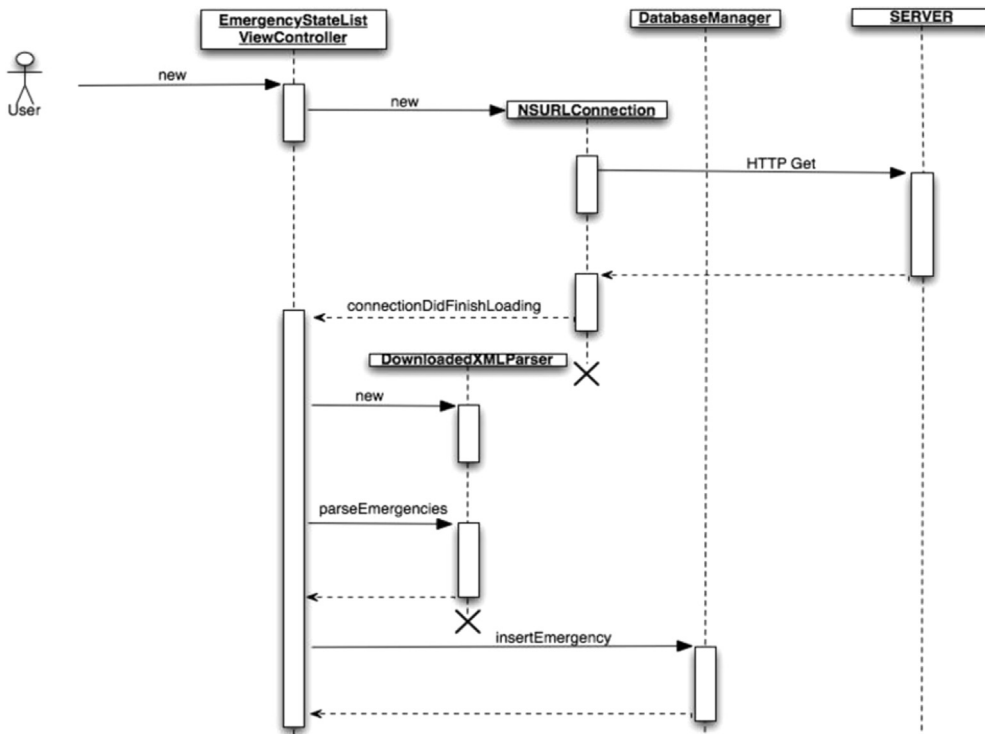 EmergencyStateList
ViewController
DatabaseManager
SERVER
User
new
new
NSURLConnection
HTTP Get
connectionDidFinishLoading
DownloadedXMLParser
new
parseEmergencies
insertEmergency